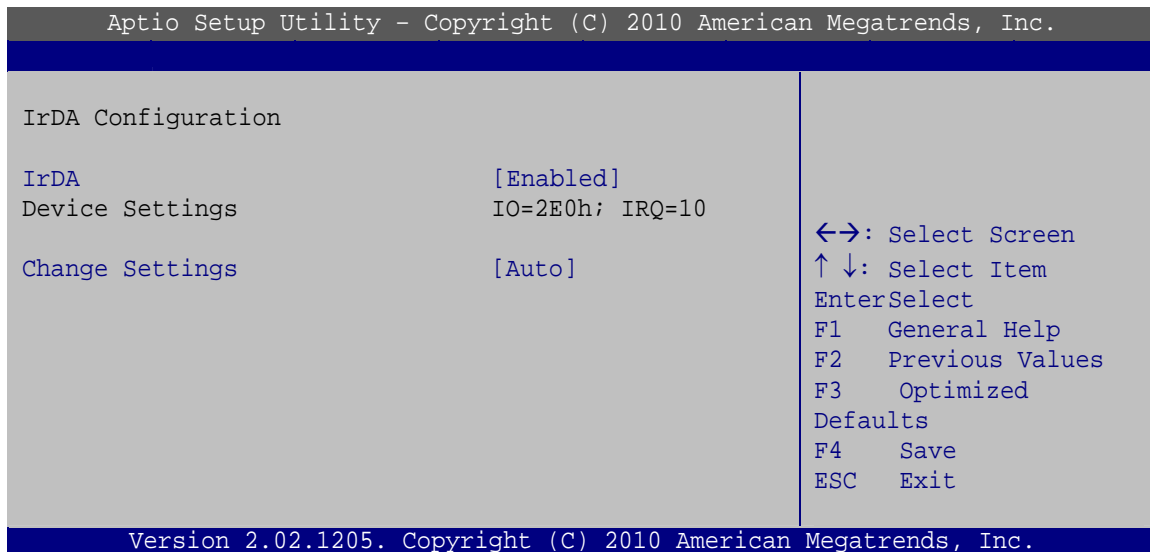 Aptio Setup Utility – Copyright (C) 2010 American Megatrends, Inc.
IrDA Configuration
IrDA [Enabled]
Device Settings IO=2E0h; IRQ=10
Change Settings [Auto]
←→: Select Screen
↑ ↓: Select Item
EnterSelect
F1 General Help
F2 Previous Values
F3 Optimized
Defaults
F4 Save
ESC Exit
Version 2.02.1205. Copyright (C) 2010 American Megatrends, Inc.